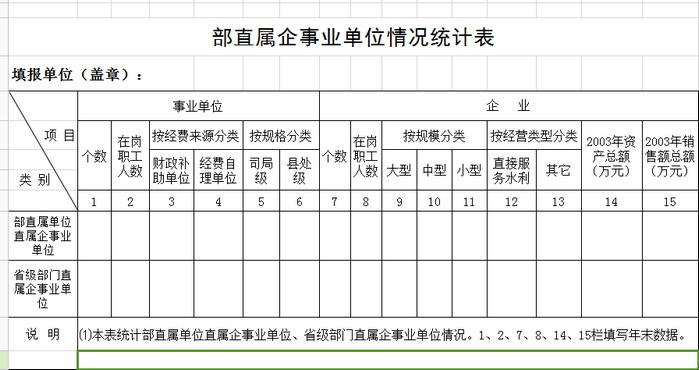 部直属企事业单位情况统计表
填报单位（盖章）：
项 目
类 别
事业单位
企 业
个数
在岗
职工
人数
按经费来源分类
按规格分类
财政补
助单位
经费自
理单位
司局
级
县处
级
个数
在岗
职工
人数
按规模分类
按经营类型分类
大型
中型
小型
直接服
务水利
其它
2003年资
产总额
（万元）
2003年销
售额总额
（万元）
1 2 3 4 5 6 7 8 9 10 11 12 13 14 15
部直属单位
直属企事业
单位
省级部门直
属企事业单
位
说 明
(1)本表统计部直属单位直属企事业单位、省级部门直属企事业单位情况。1、2、7、8、14、15栏填写年末数据。